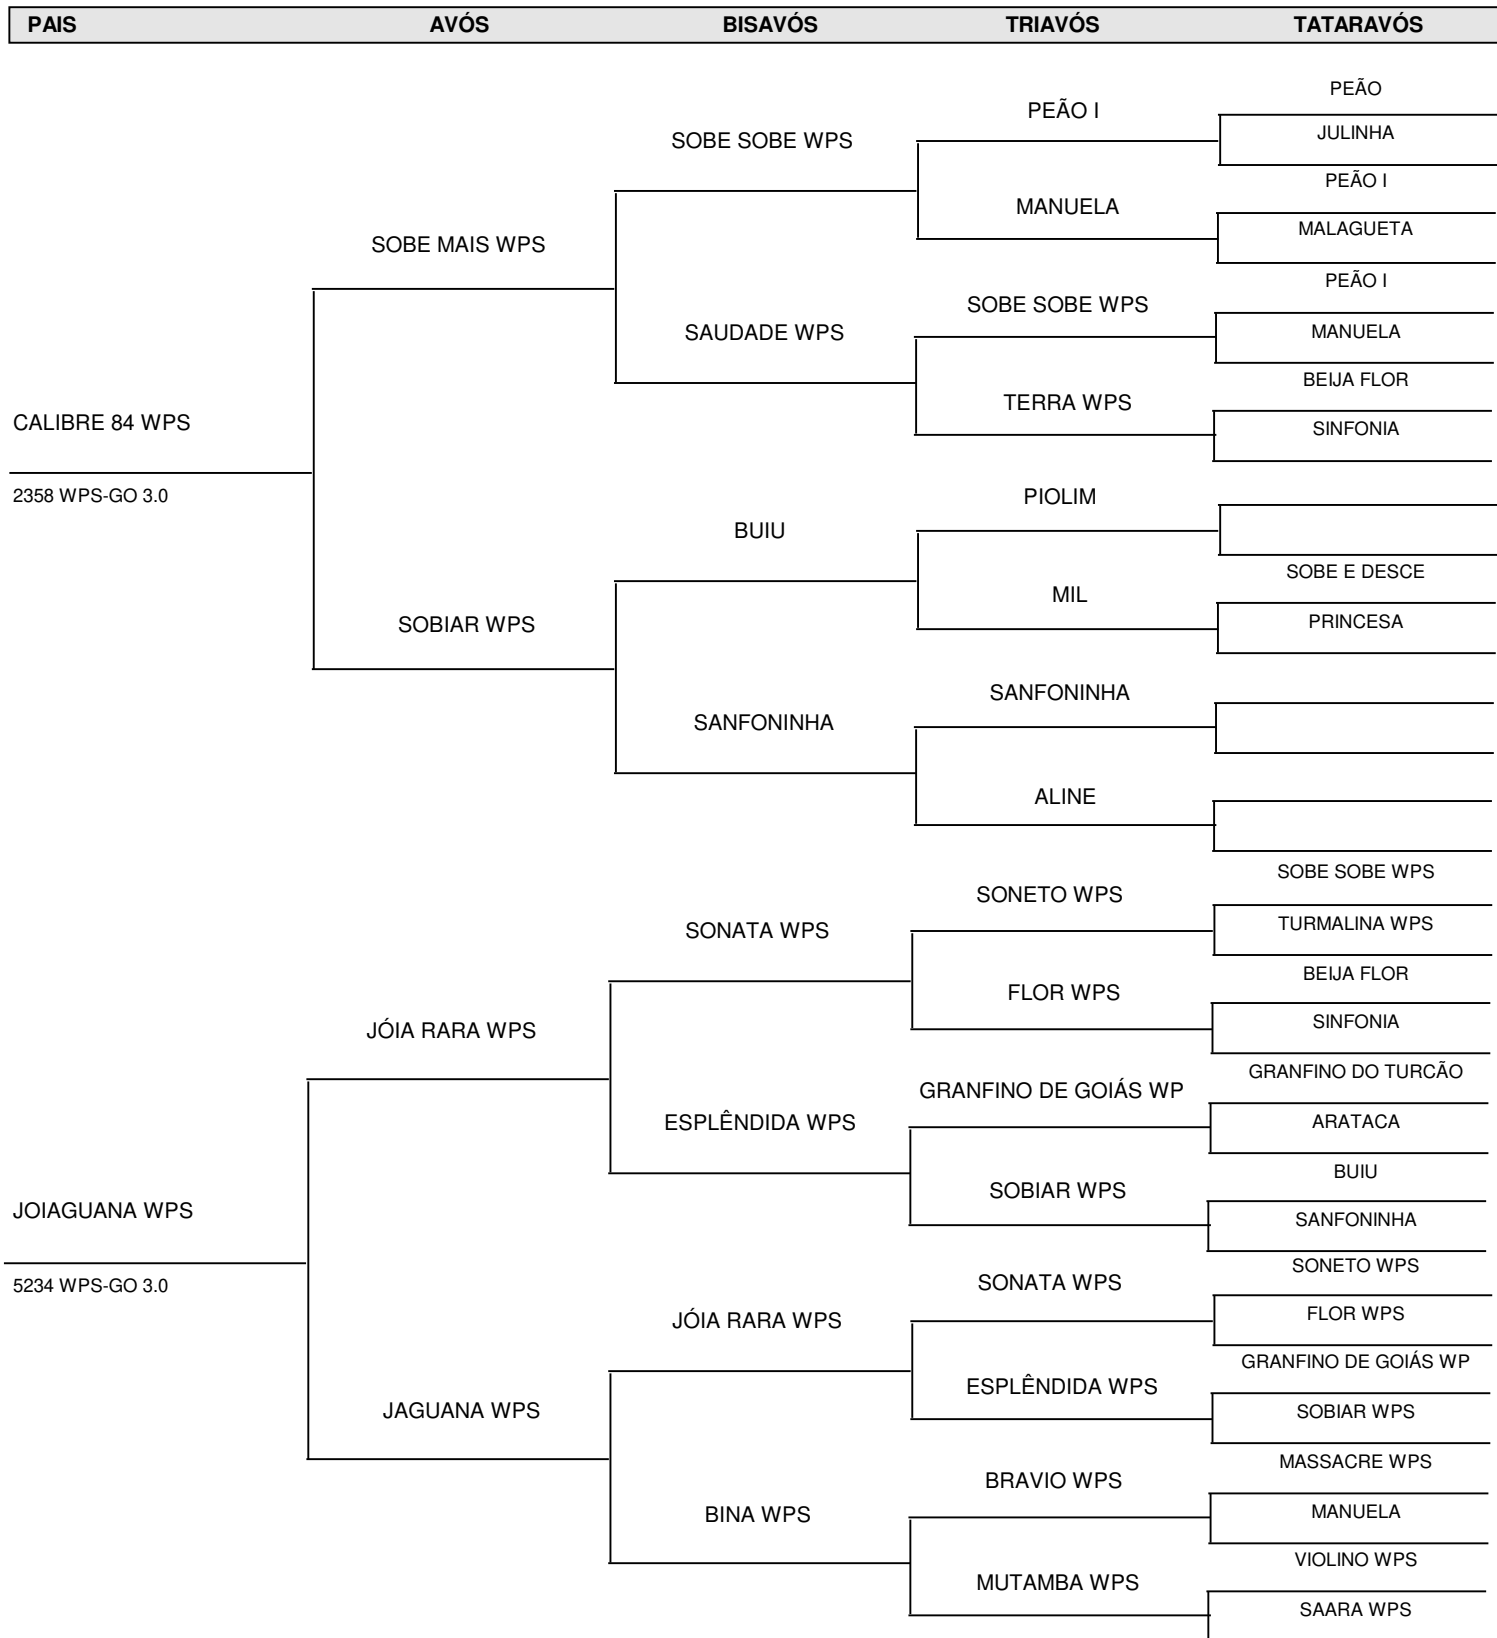 PAIS AVÓS BISAVÓS TRIAVÓS TATARAVÓS
PEÃO
PEÃO I
JULINHA
SOBE SOBE WPS
PEÃO I
MANUELA
MALAGUETA
SOBE MAIS WPS
PEÃO I
SOBE SOBE WPS
SAUDADE WPS
MANUELA
BEIJA FLOR
TERRA WPS
CALIBRE 84 WPS
SINFONIA
2358 WPS-GO 3.0
PIOLIM
BUIU
SOBE E DESCE
MIL
PRINCESA
SOBIAR WPS
SANFONINHA
SANFONINHA
ALINE
SOBE SOBE WPS
SONETO WPS
TURMALINA WPS
SONATA WPS
BEIJA FLOR
FLOR WPS
SINFONIA
JÓIA RARA WPS
GRANFINO DO TURCÃO
GRANFINO DE GOIÁS WP
ESPLÊNDIDA WPS
ARATACA
BUIU
SOBIAR WPS
JOIAGUANA WPS
SANFONINHA
SONETO WPS
5234 WPS-GO 3.0
SONATA WPS
FLOR WPS
JÓIA RARA WPS
GRANFINO DE GOIÁS WP
ESPLÊNDIDA WPS
JAGUANA WPS
SOBIAR WPS
MASSACRE WPS
BRAVIO WPS
BINA WPS
MANUELA
VIOLINO WPS
MUTAMBA WPS
SAARA WPS